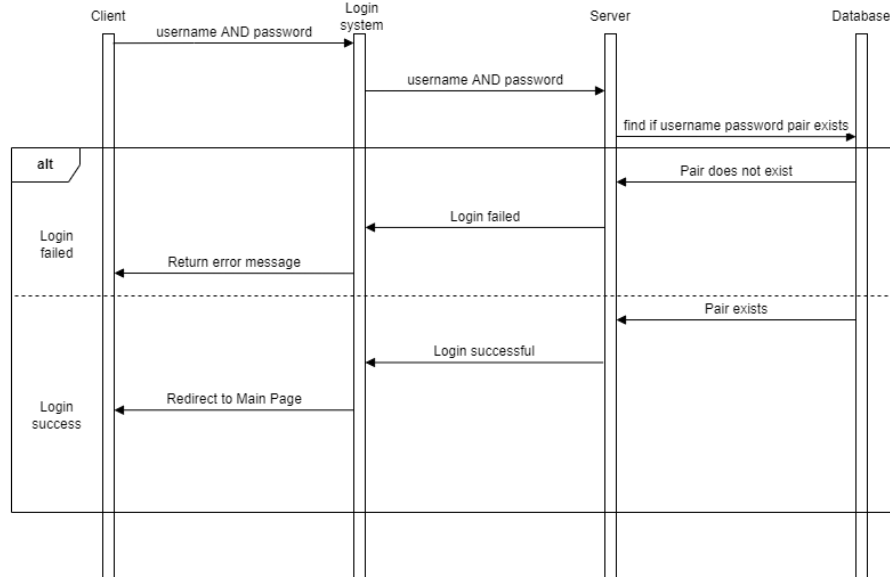 Client
Login
system
Server
Database
username AND password
username AND password
find if username password pair exists
alt
Pair does not exist
Login failed
Login
failed
Return error message
Pair exists
Login successful
Redirect to Main Page
Login
success